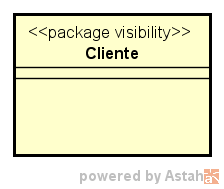 <<package visibility>>
Cliente
powered by Astah